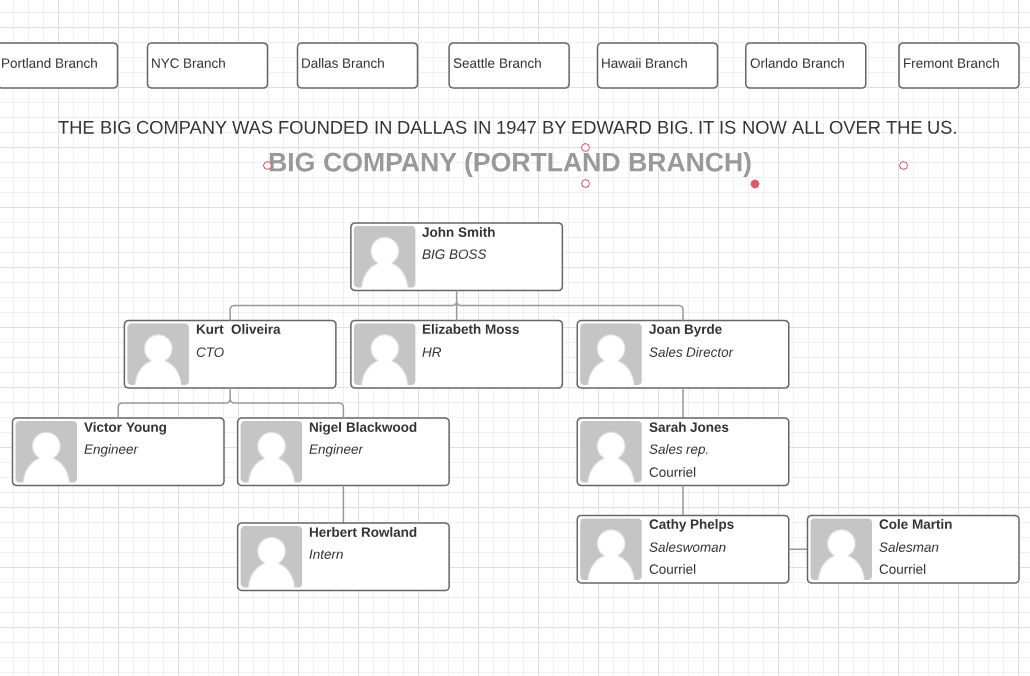 Portland Branch
NYC Branch
Dallas Branch
Seattle Branch
Hawaii Branch
Orlando Branch
Fremont Branch
THE BIG COMPANY WAS FOUNDED IN DALLAS IN 1947 BY EDWARD BIG. IT IS NOW ALL OVER THE US.
BIG COMPANY (PORTLAND BRANCH)
John Smith
BIG BOSS
Kurt  Oliveira
CTO
Elizabeth Moss
HR
Joan Byrde
Sales Director
Victor Young
Engineer
Nigel Blackwood
Engineer
Sarah Jones
Sales rep.
Courriel
Herbert Rowland
Intern
Cathy Phelps
Saleswoman
Courriel
Cole Martin
Salesman
Courriel